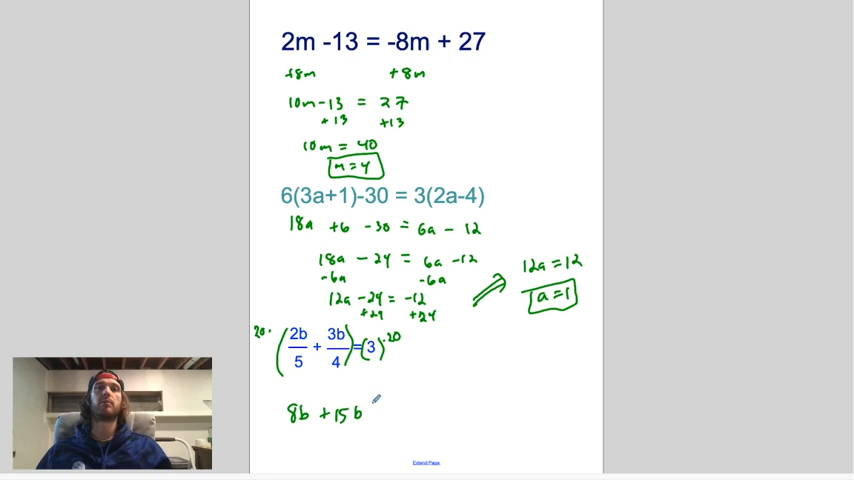 2m -13 = -8m + 27
+8m +8m
10m - 13 = 27
+13 +13
10m = 40
m = 4
6(3a+1)-30 = 3(2a-4)
18a +6 -30 = 6a - 12
18a - 24 = 6a - 12
-6a -6a
12a - 24 = -12
+24 +24
12a = 12
a = 1
20· (2b/5 + 3b/4) = (3) ·20
8b + 15b
Extend Page